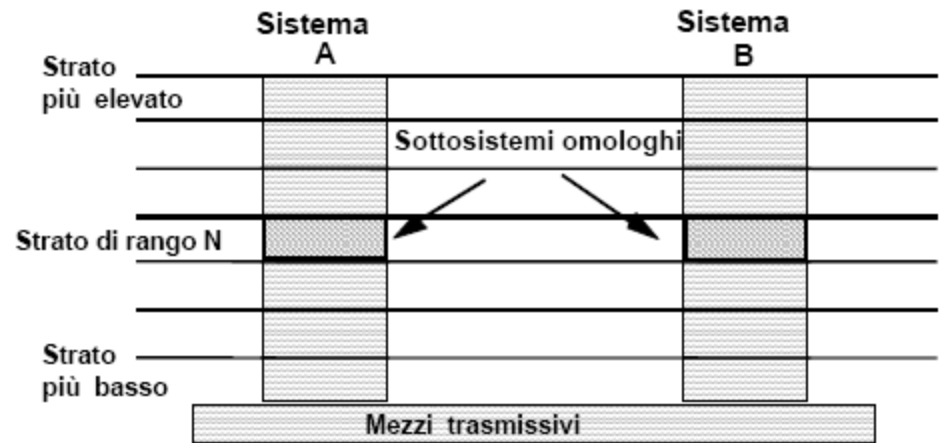 Sistema
A
Sistema
B
Strato
più elevato
Sottosistemi omologhi
Strato di rango N
Strato
più basso
Mezzi trasmissivi